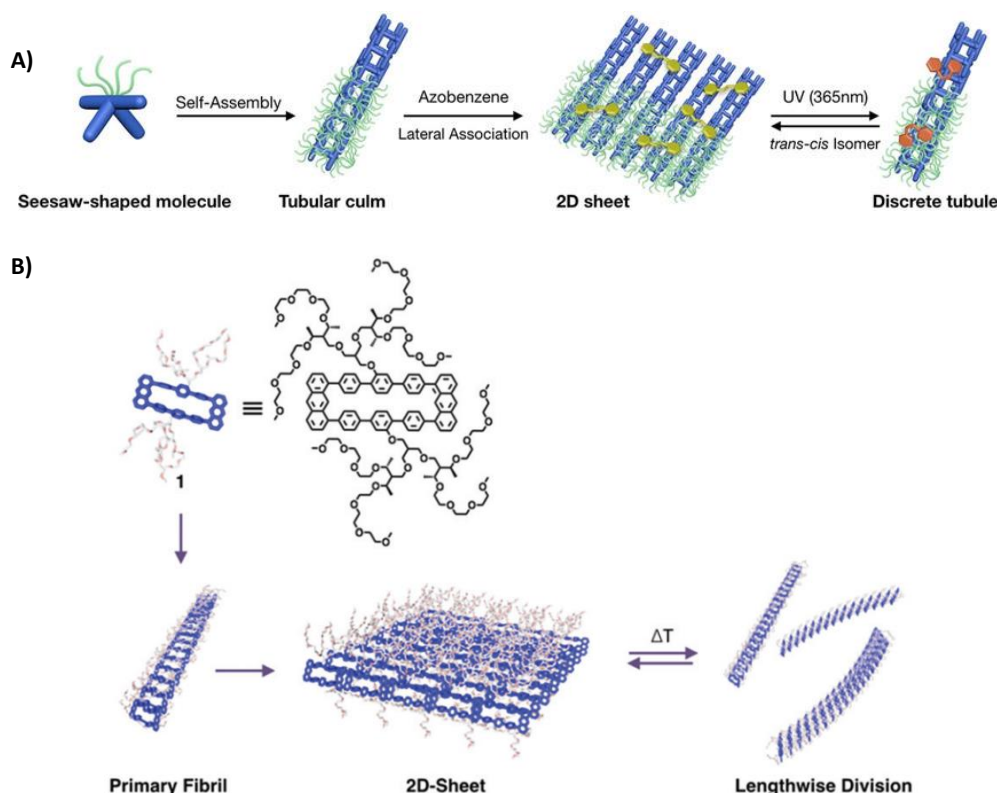 A)
Self-Assembly
Azobenzene
Lateral Association
UV (365nm)
trans-cis Isomer
Seesaw-shaped molecule
Tubular culm
2D sheet
Discrete tubule
B)
1
ΔT
Primary Fibril
2D-Sheet
Lengthwise Division